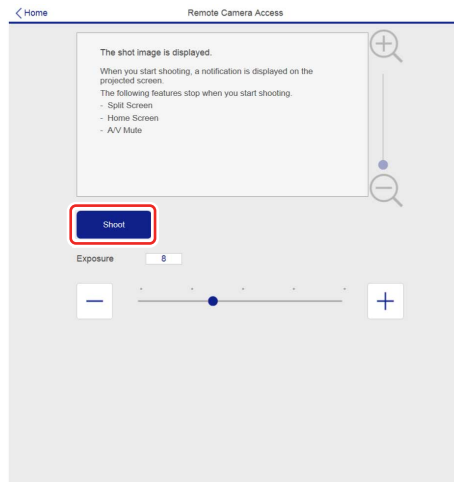 Home
Remote Camera Access
The shot image is displayed.
When you start shooting, a notification is displayed on the
projected screen.
The following features stop when you start shooting.
- Split Screen
- Home Screen
- A/V Mute
Shoot
Exposure 8